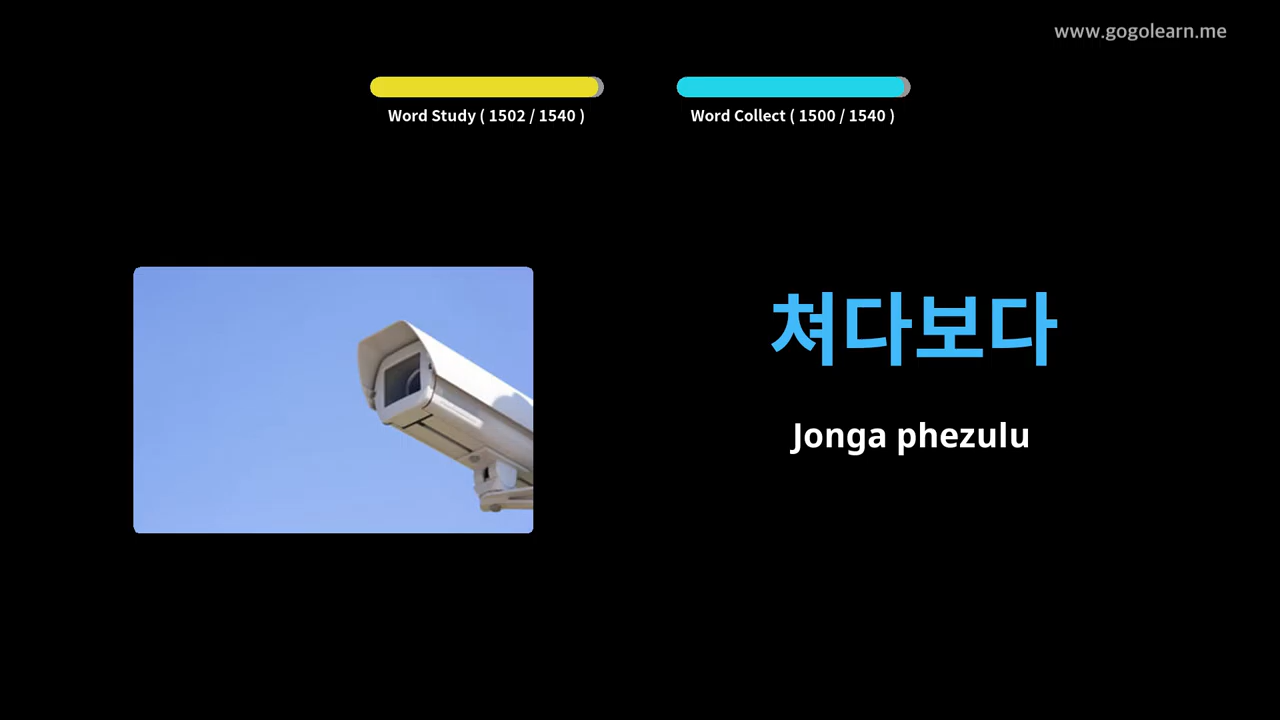 www.gogolearn.me
Word Study ( 1502 / 1540 )
Word Collect ( 1500 / 1540 )
쳐다보다
Jonga phezulu